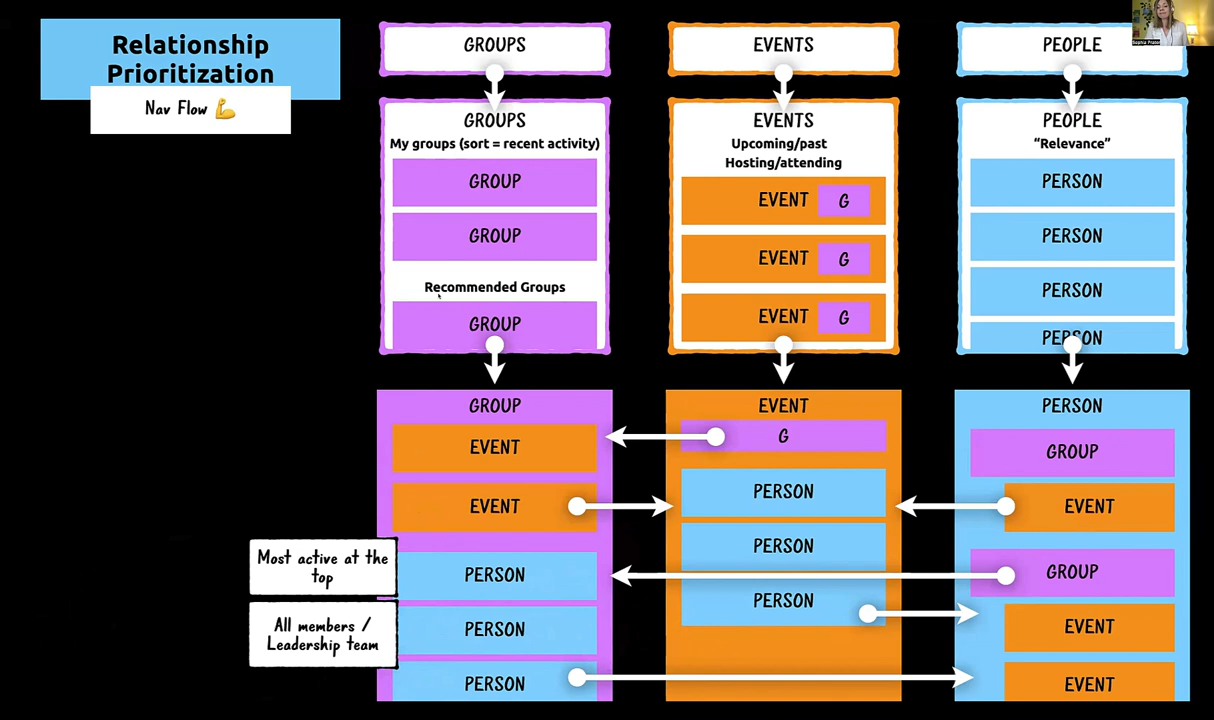 Relationship
Prioritization
Nav Flow
GROUPS
GROUPS
My groups (sort = recent activity)
GROUP
GROUP
Recommended Groups
GROUP
GROUP
EVENT
EVENT
PERSON
PERSON
PERSON
Most active at the
top
All members /
Leadership team
EVENTS
EVENTS
Upcoming/past
Hosting/attending
EVENT G
EVENT G
EVENT G
EVENT
G
PERSON
PERSON
PERSON
PEOPLE
PEOPLE
“Relevance”
PERSON
PERSON
PERSON
PERSON
PERSON
GROUP
EVENT
GROUP
EVENT
EVENT
Sophia Prater